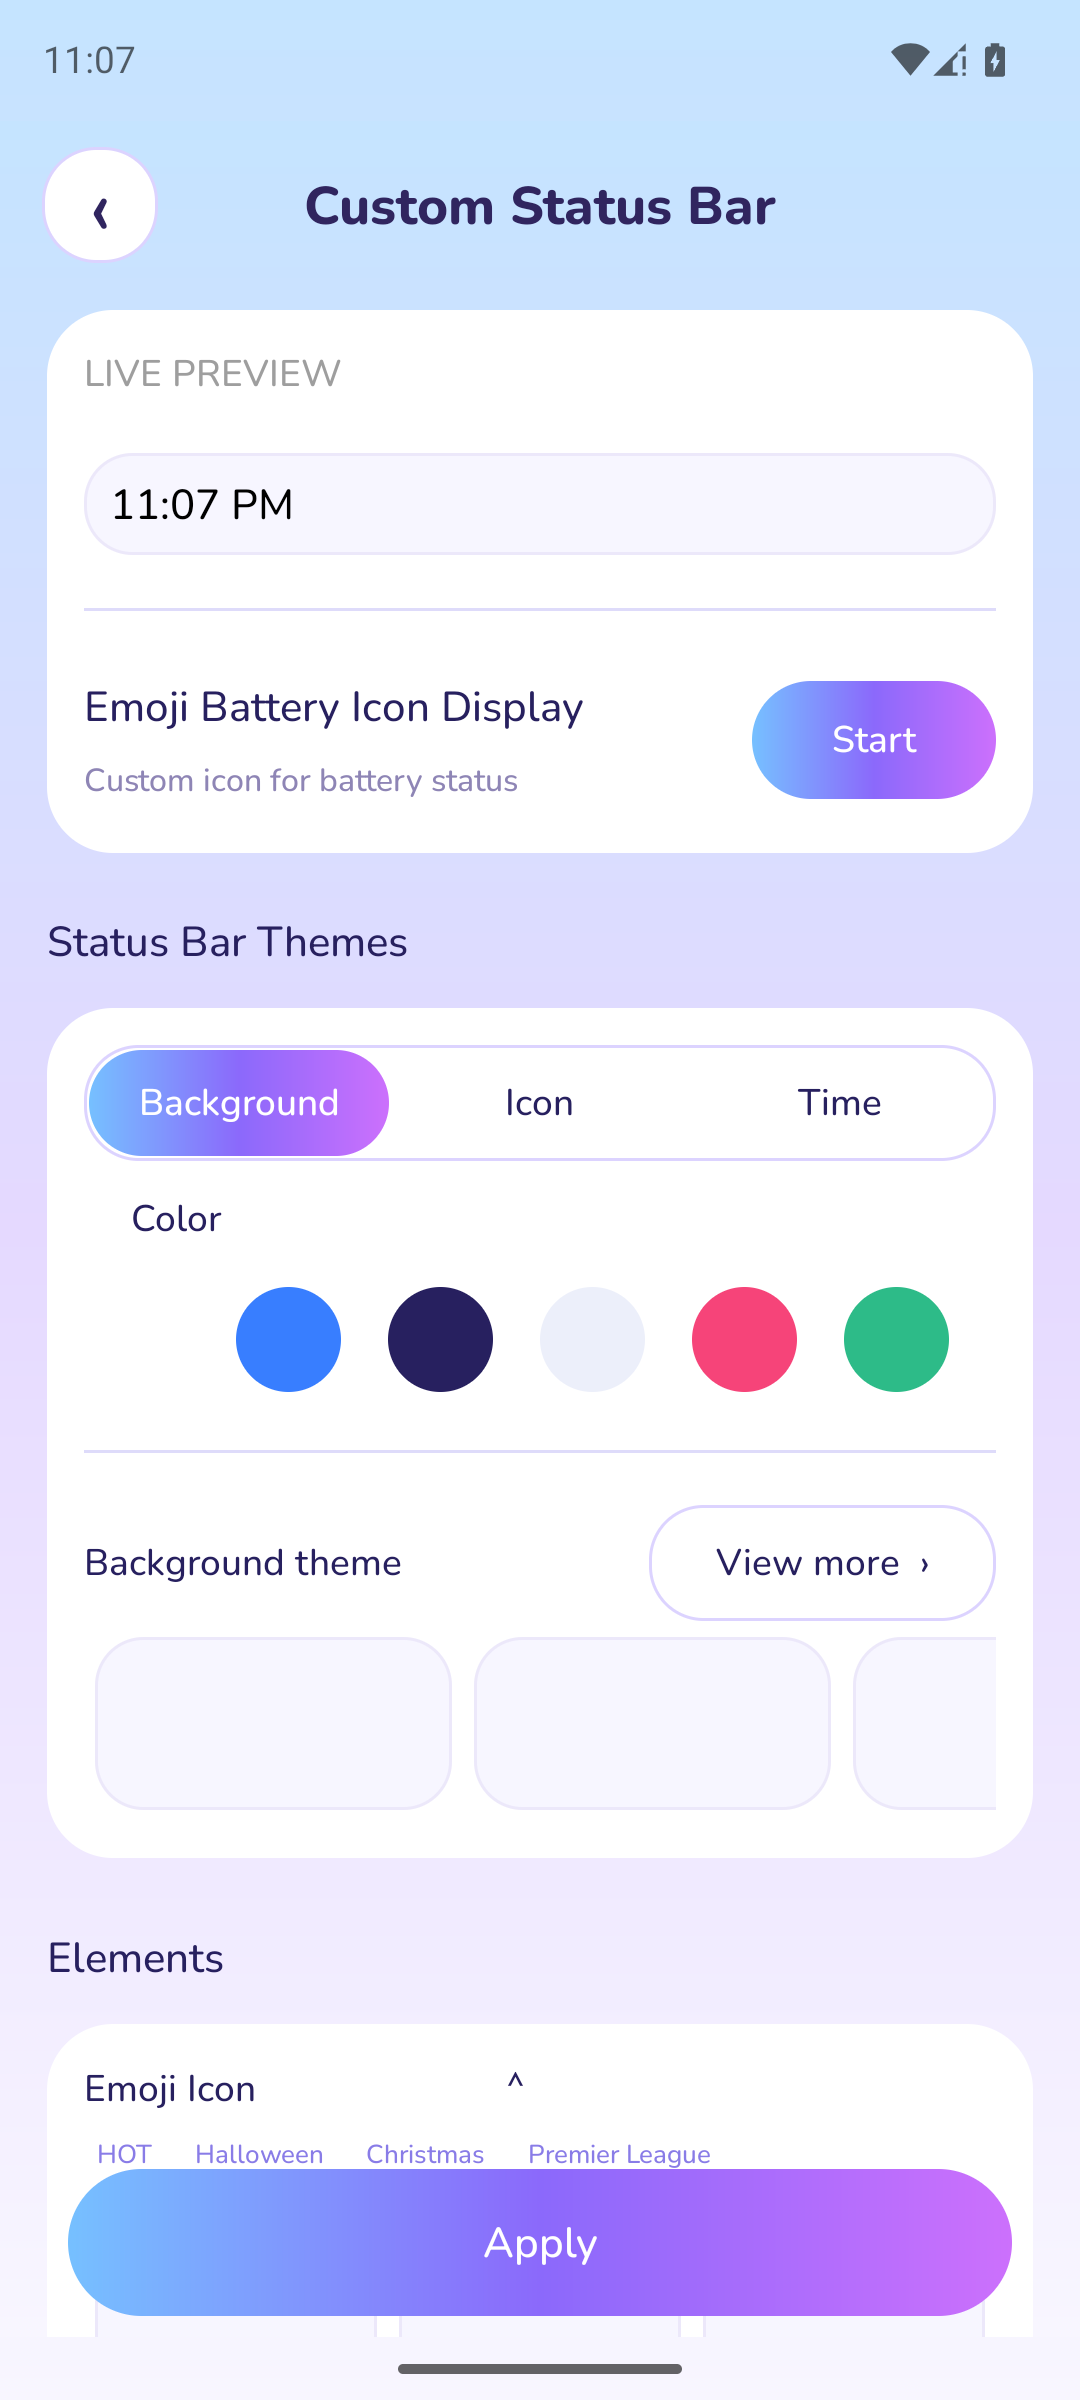 11:07
Custom Status Bar
LIVE PREVIEW
11:07 PM
Emoji Battery Icon Display
Custom icon for battery status
Start
Status Bar Themes
Background
Icon
Time
Color
Background theme
View more ›
Elements
Emoji Icon
^
HOT
Halloween
Christmas
Premier League
Apply